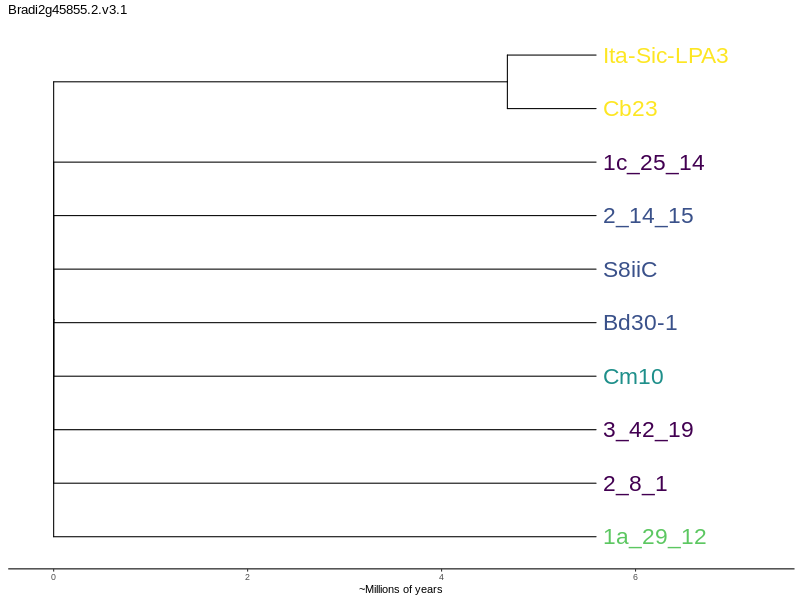 Bradi2g45855.2.v3.1
Ita-Sic-LPA3
Cb23
1c_25_14
2_14_15
S8iiC
Bd30-1
Cm10
3_42_19
2_8_1
1a_29_12
0 2 4 6
~Millions of years